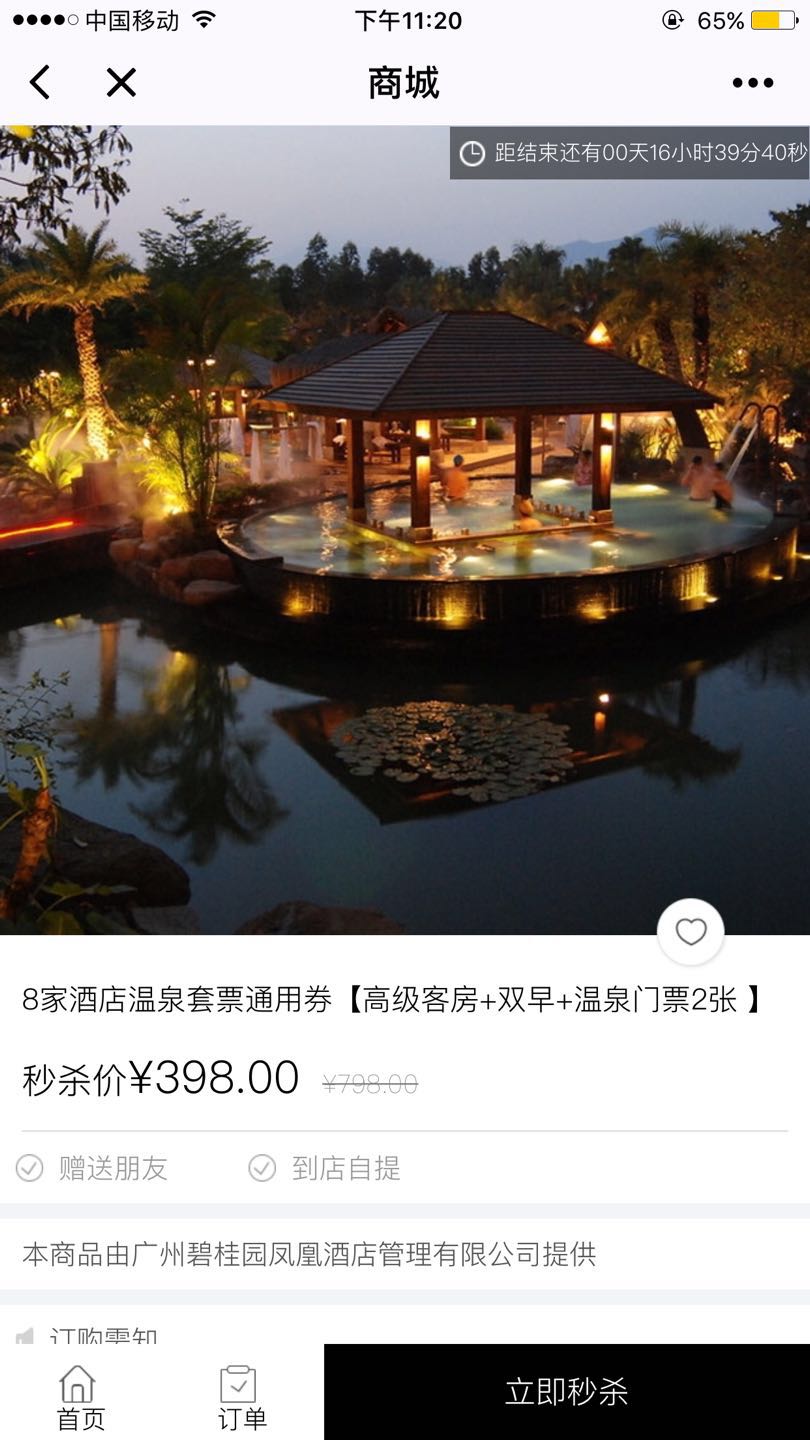 中国移动 下午11:20 65%
商城
距结束还有00天16小时39分40秒
8家酒店温泉套票通用券【高级客房+双早+温泉门票2张 】
秒杀价¥398.00 ¥798.00
赠送朋友 到店自提
本商品由广州碧桂园凤凰酒店管理有限公司提供
订购需知
首页 订单 立即秒杀